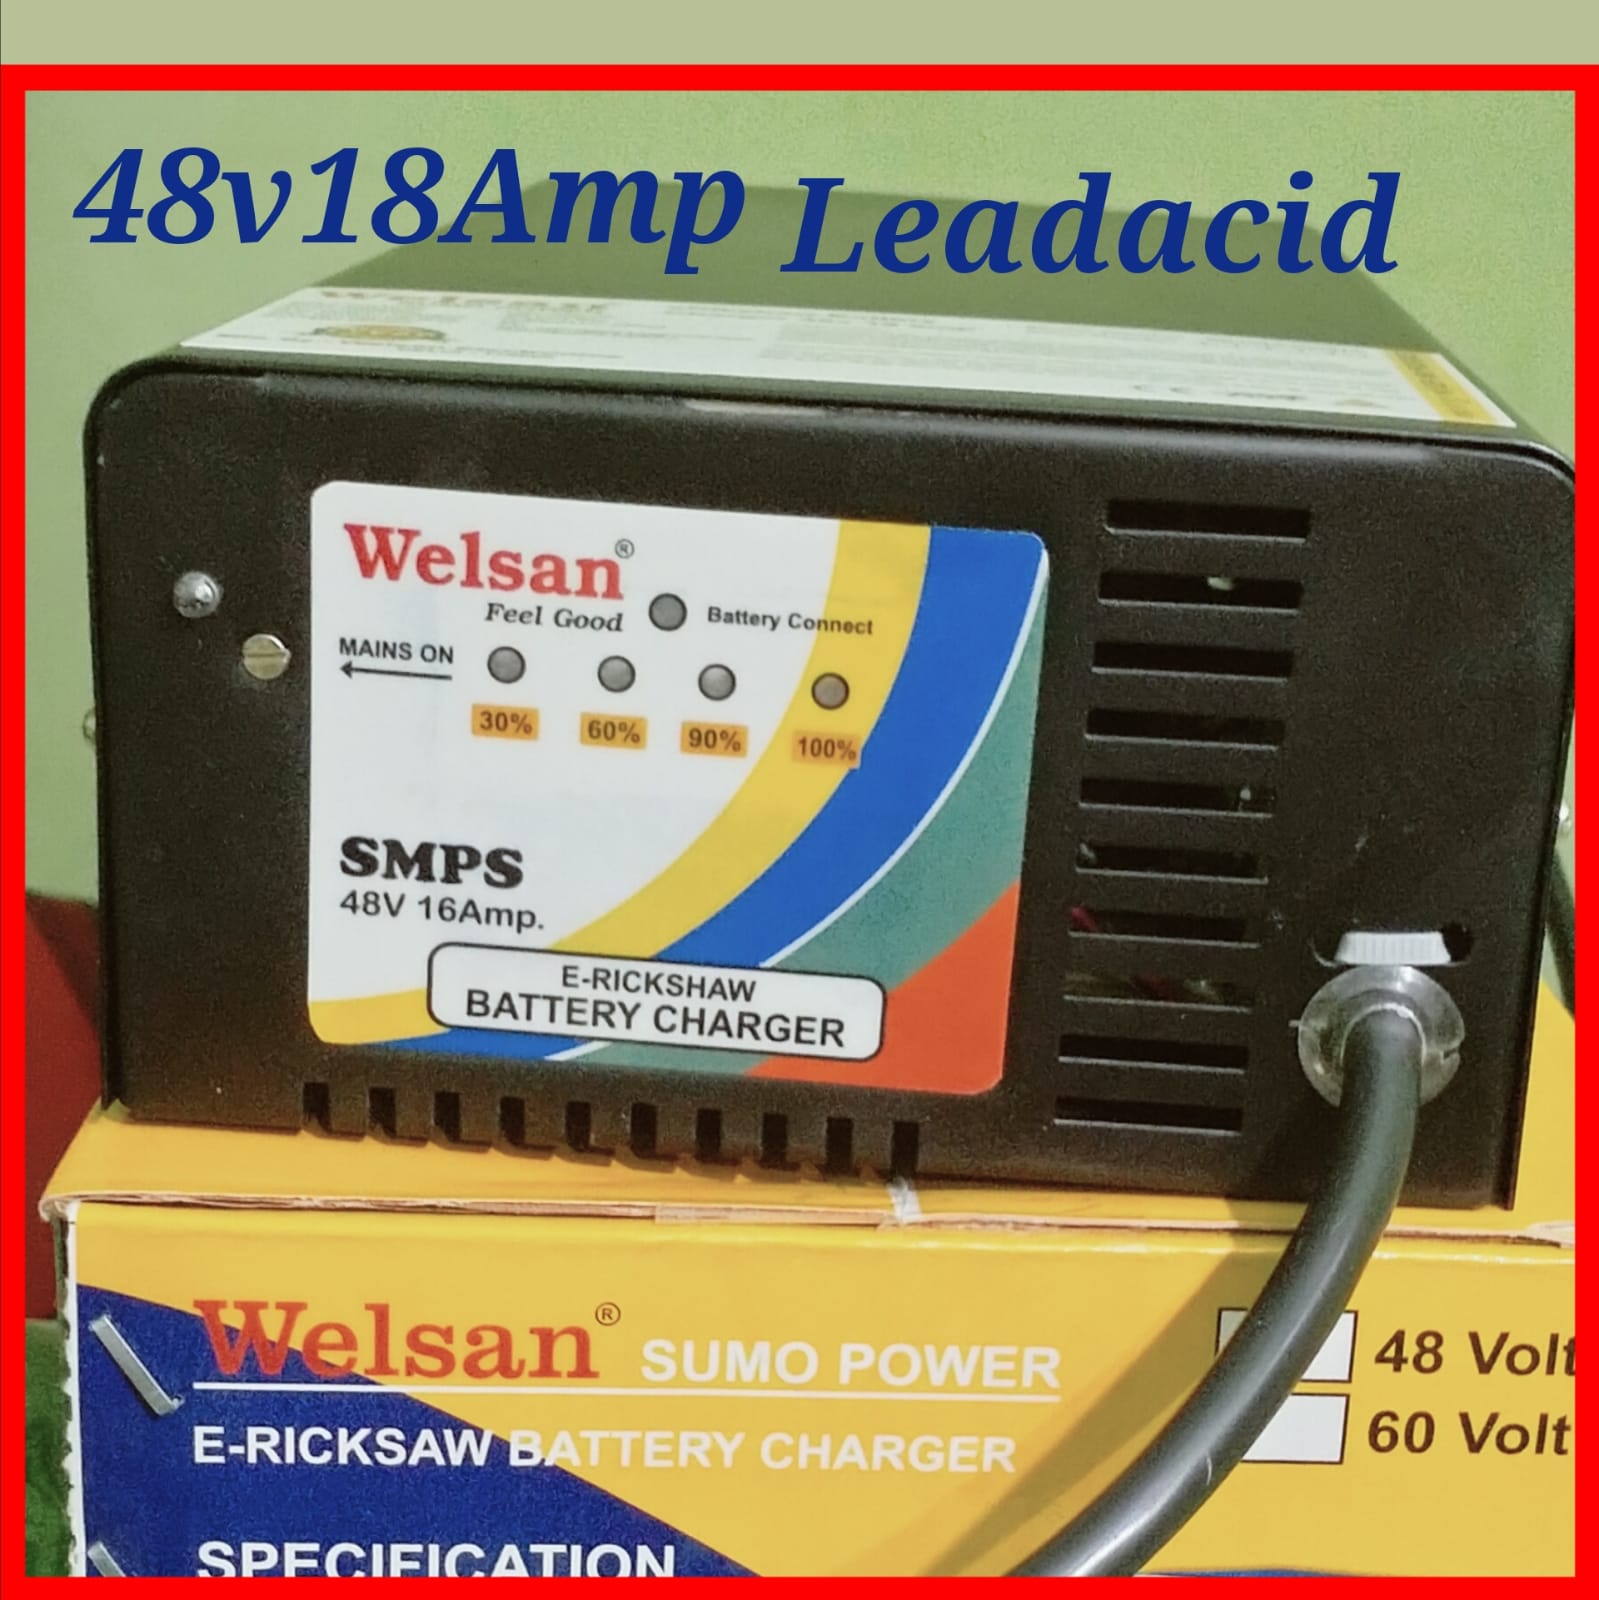 48v18Amp Leadacid
Welsan®
Feel Good
Battery Connect
MAINS ON
30% 60% 90% 100%
SMPS
48V 16Amp.
E-RICKSHAW
BATTERY CHARGER
Welsan® SUMO POWER
48 Volt
E-RICKSAW BATTERY CHARGER
60 Volt
SPECIFICATION